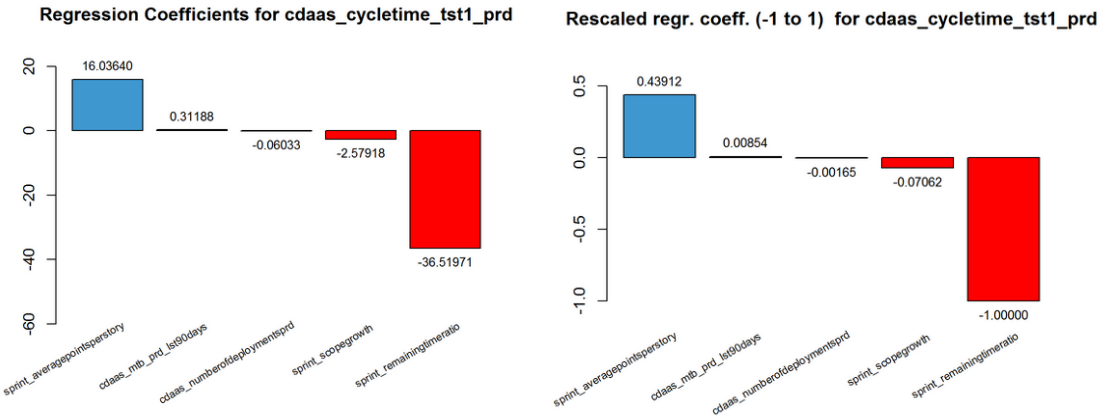 Regression Coefficients for cdaas_cycletime_tst1_prd
20
0
-20
-40
-60
16.03640
0.31188
-0.06033
-2.57918
-36.51971
sprint_averagepointsperstory
cdaas_mtb_prd_lst90days
cdaas_numberofdeploymentsprd
sprint_scopegrowth
sprint_remainingtimeratio
Rescaled regr. coeff. (-1 to 1) for cdaas_cycletime_tst1_prd
0.5
0.0
-0.5
-1.0
0.43912
0.00854
-0.00165
-0.07062
-1.00000
sprint_averagepointsperstory
cdaas_mtb_prd_lst90days
cdaas_numberofdeploymentsprd
sprint_scopegrowth
sprint_remainingtimeratio